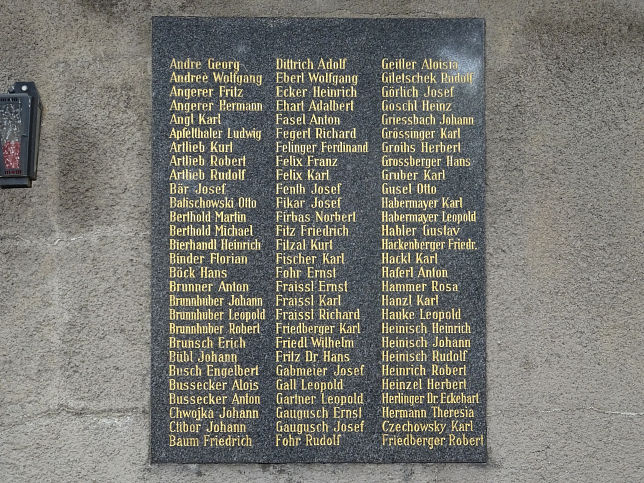 Andre Georg
Andree Wolfgang
Angerer Fritz
Angerer Hermann
Angl Karl
Apfelthaler Ludwig
Artlieb Kurl
Artlieb Robert
Artlieb Rudolf
Bär Josef
Balischowski Otto
Berthold Martin
Berthold Michael
Bierhandl Heinrich
Binder Florian
Böck Hans
Brunner Anton
Brunnhuber Johann
Brunnhuber Leopold
Brunnhuber Robert
Brunsch Erich
Bübl Johann
Busch Engelbert
Bussecker Alois
Bussecker Anton
Chwojka Johann
Ctibor Johann
Baum Friedrich
Dittrich Adolf
Eberl Wolfgang
Ecker Heinrich
Ehart Adalbert
Fasel Anton
Fegerl Richard
Felinger Ferdinand
Felix Franz
Felix Karl
Fenth Josef
Fikar Josef
Firbas Norbert
Fitz Friedrich
Filzal Kurt
Fischer Karl
Fohr Ernst
Fraissl Ernst
Fraissl Karl
Fraissl Richard
Friedberger Karl
Friedl Wilhelm
Fritz Dr. Hans
Gabmeier Josef
Gall Leopold
Gartner Leopold
Gaugusch Ernst
Gaugusch Josef
Fohr Rudolf
Geitler Aloisia
Giletschek Rudolf
Görlich Josef
Göschl Heinz
Griessbach Johann
Grössinger Karl
Groihs Herbert
Grossberger Hans
Gruber Karl
Gusel Otto
Habermayer Karl
Habermayer Leopold
Habler Gustav
Hackenberger Friedr.
Hackl Karl
Haferl Anton
Hammer Rosa
Hanzl Karl
Hauke Leopold
Heinisch Heinrich
Heinisch Johann
Heinisch Rudolf
Heinrich Robert
Heinzel Herbert
Herlinger Dr. Eckehart
Hermann Theresia
Czechowsky Karl
Friedberger Robert